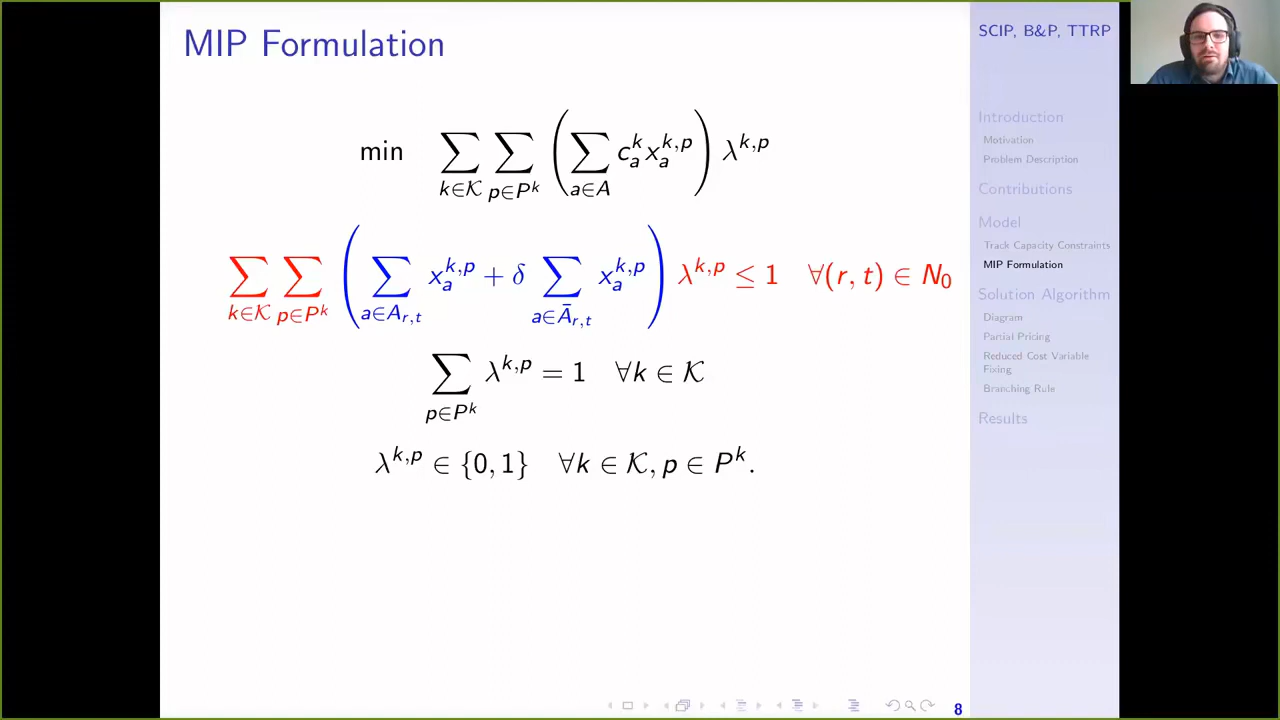 MIP Formulation
min ∑_{k∈𝒦} ∑_{p∈P^k} ( ∑_{a∈A} c_a^k x_a^{k,p} ) λ^{k,p}
∑_{k∈𝒦} ∑_{p∈P^k} ( ∑_{a∈A_{r,t}} x_a^{k,p} + δ ∑_{a∈Ā_{r,t}} x_a^{k,p} ) λ^{k,p} ≤ 1 ∀(r, t) ∈ N_0
∑_{p∈P^k} λ^{k,p} = 1 ∀k ∈ 𝒦
λ^{k,p} ∈ {0, 1} ∀k ∈ 𝒦, p ∈ P^k.
SCIP, B&P, TTRP
Introduction
Motivation
Problem Description
Contributions
Model
Track Capacity Constraints
MIP Formulation
Solution Algorithm
Diagram
Partial Pricing
Reduced Cost Variable
Fixing
Branching Rule
Results
8